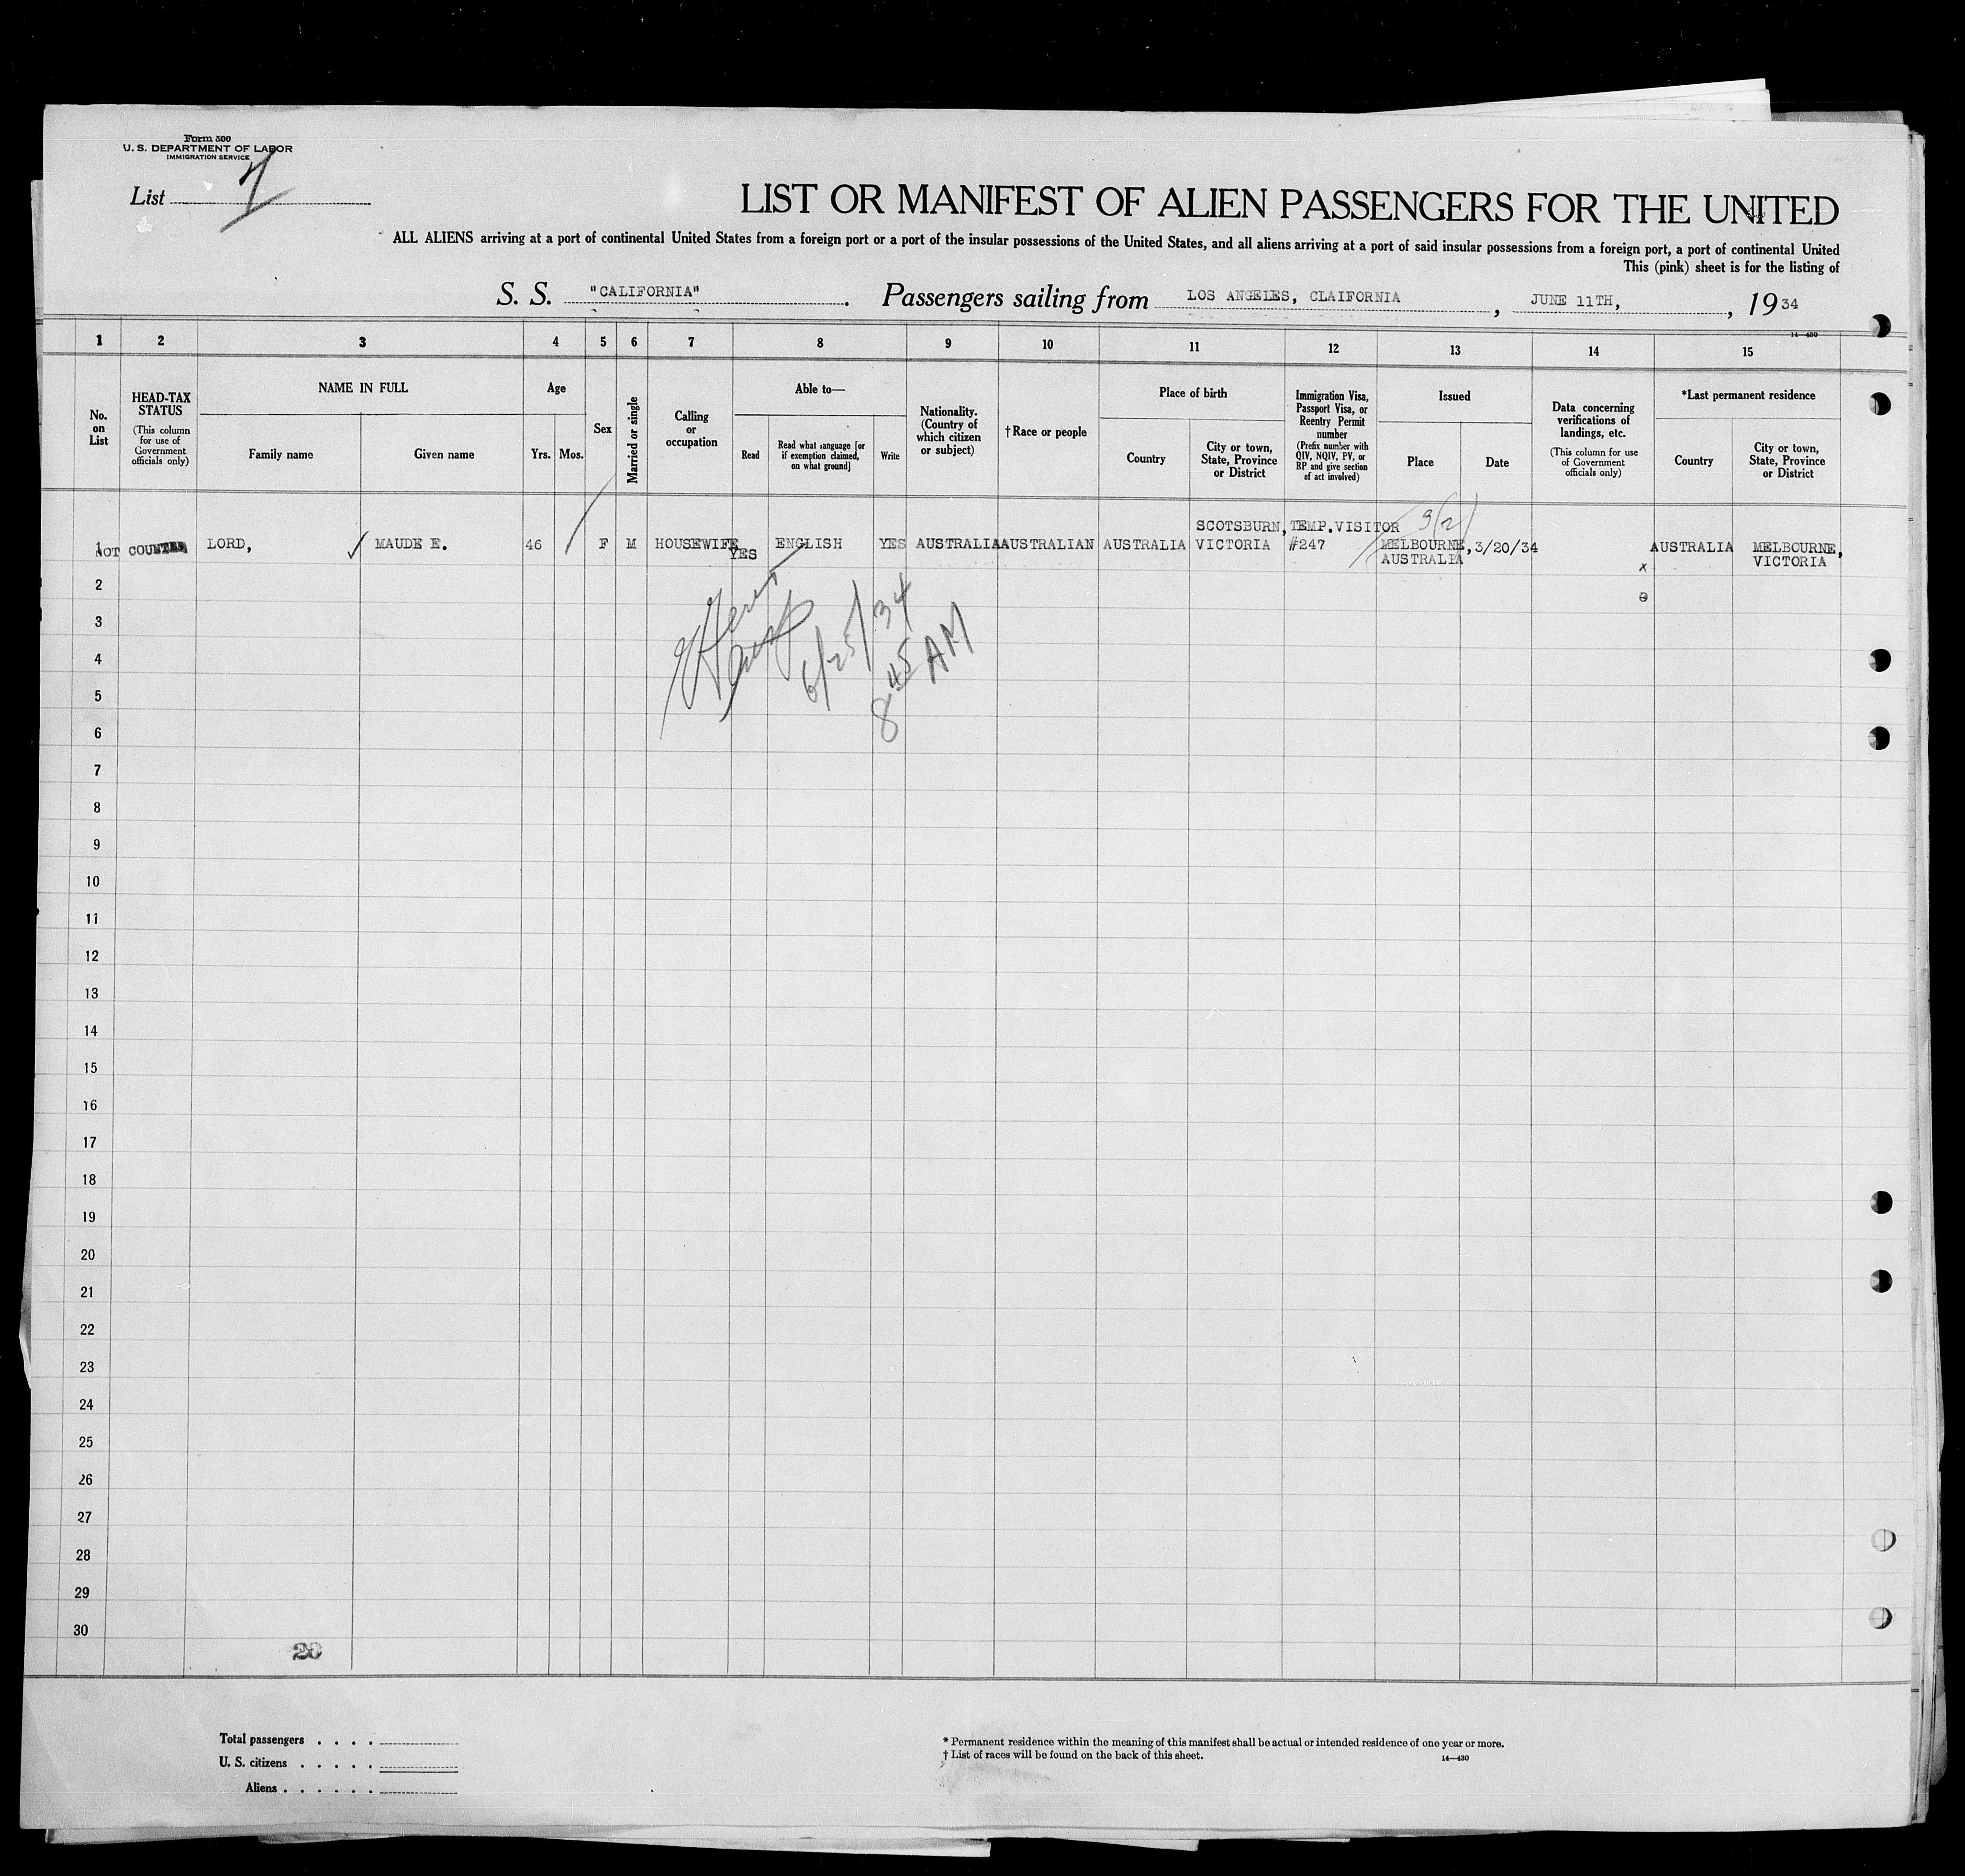 Form 500
U. S. DEPARTMENT OF LABOR
IMMIGRATION SERVICE
List 7
LIST OR MANIFEST OF ALIEN PASSENGERS FOR THE UNITED
ALL ALIENS arriving at a port of continental United States from a foreign port or a port of the insular possessions of the United States, and all aliens arriving at a port of said insular possessions from a foreign port, a port of continental United
This (pink) sheet is for the listing of
S. S. "CALIFORNIA". Passengers sailing from LOS ANGELES, CLAIFORNIA, JUNE 11TH, , 1934
14—430
1 2 3 4 5 6 7 8 9 10 11 12 13 14 15
No. on List
HEAD-TAX STATUS
(This column for use of Government officials only)
NAME IN FULL
Family name
Given name
Age
Yrs.
Mos.
Sex
Married or single
Calling or occupation
Able to—
Read
Read what language [or if exemption claimed, on what ground]
Write
Nationality. (Country of which citizen or subject)
†Race or people
Place of birth
Country
City or town, State, Province or District
Immigration Visa, Passport Visa, or Reentry Permit number
(Prefix number with QIV, NQIV, PV, or RP and give section of act involved)
Issued
Place
Date
Data concerning verifications of landings, etc.
(This column for use of Government officials only)
*Last permanent residence
Country
City or town, State, Province or District
SCOTSBURN, TEMP.VISITOR 3(2)
1 NOT COUNTED LORD, ✓ MAUDE E. 46 F M HOUSEWIFE YES ENGLISH YES AUSTRALIA AUSTRALIAN AUSTRALIA VICTORIA #247 MELBOURNE, 3/20/34 AUSTRALIA MELBOURNE,
AUSTRALIA VICTORIA
x
2
3
4
5
6
7
8
9
10
11
12
13
14
15
16
17
18
19
20
21
22
23
24
25
26
27
28
29
30
6/25/34
8 45 AM
20
Total passengers . . . .
U. S. citizens . . . . .
Aliens . . . . . .
* Permanent residence within the meaning of this manifest shall be actual or intended residence of one year or more.
† List of races will be found on the back of this sheet.
14—430